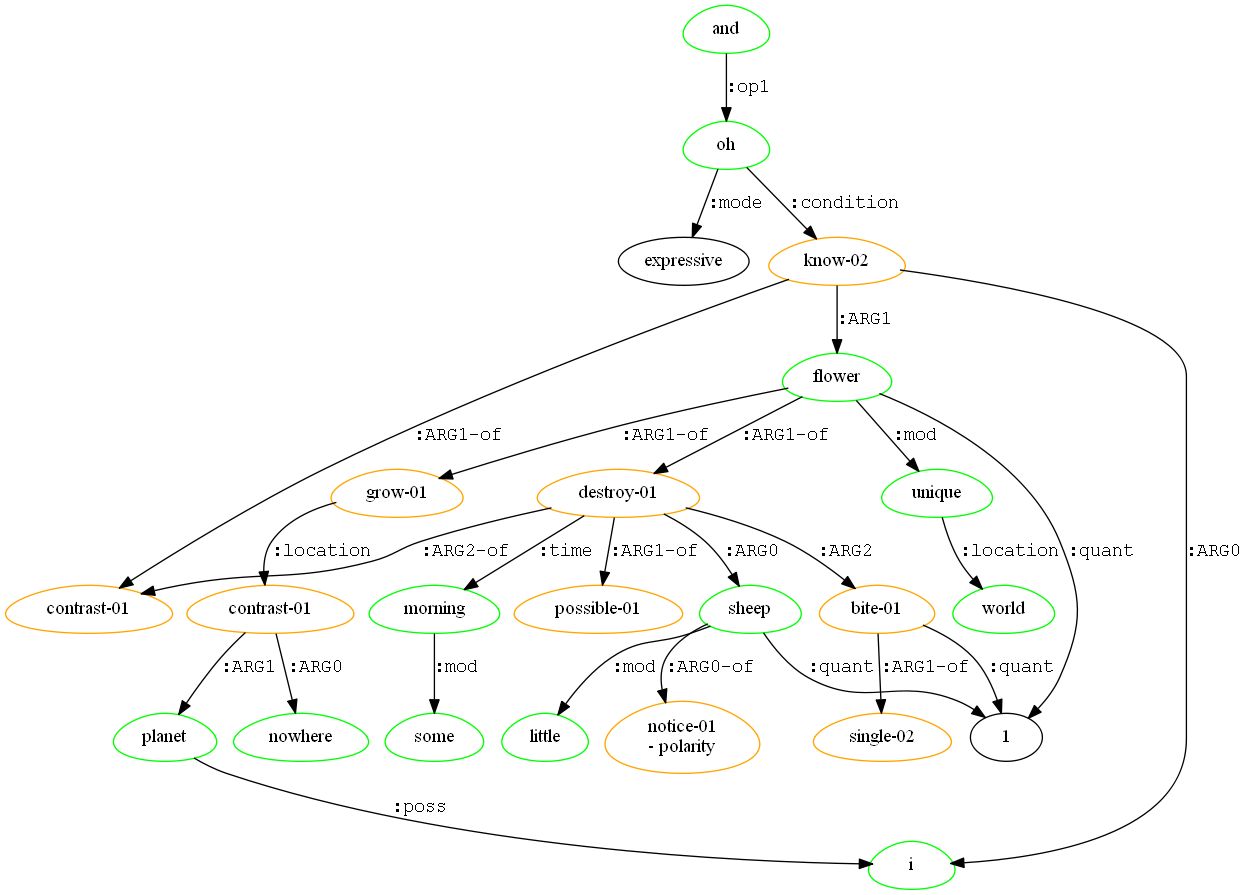 and
:op1
oh
:mode
:condition
expressive
know-02
:ARG1
flower
:ARG1-of
:ARG1-of
:ARG1-of
:mod
grow-01
destroy-01
unique
:location
:ARG2-of
:time
:ARG1-of
:ARG0
:ARG2
:location
:quant
:ARG0
contrast-01
contrast-01
morning
possible-01
sheep
bite-01
world
:ARG1
:ARG0
:mod
:mod
:ARG0-of
:quant
:ARG1-of
:quant
planet
nowhere
some
little
notice-01
- polarity
single-02
1
:poss
i